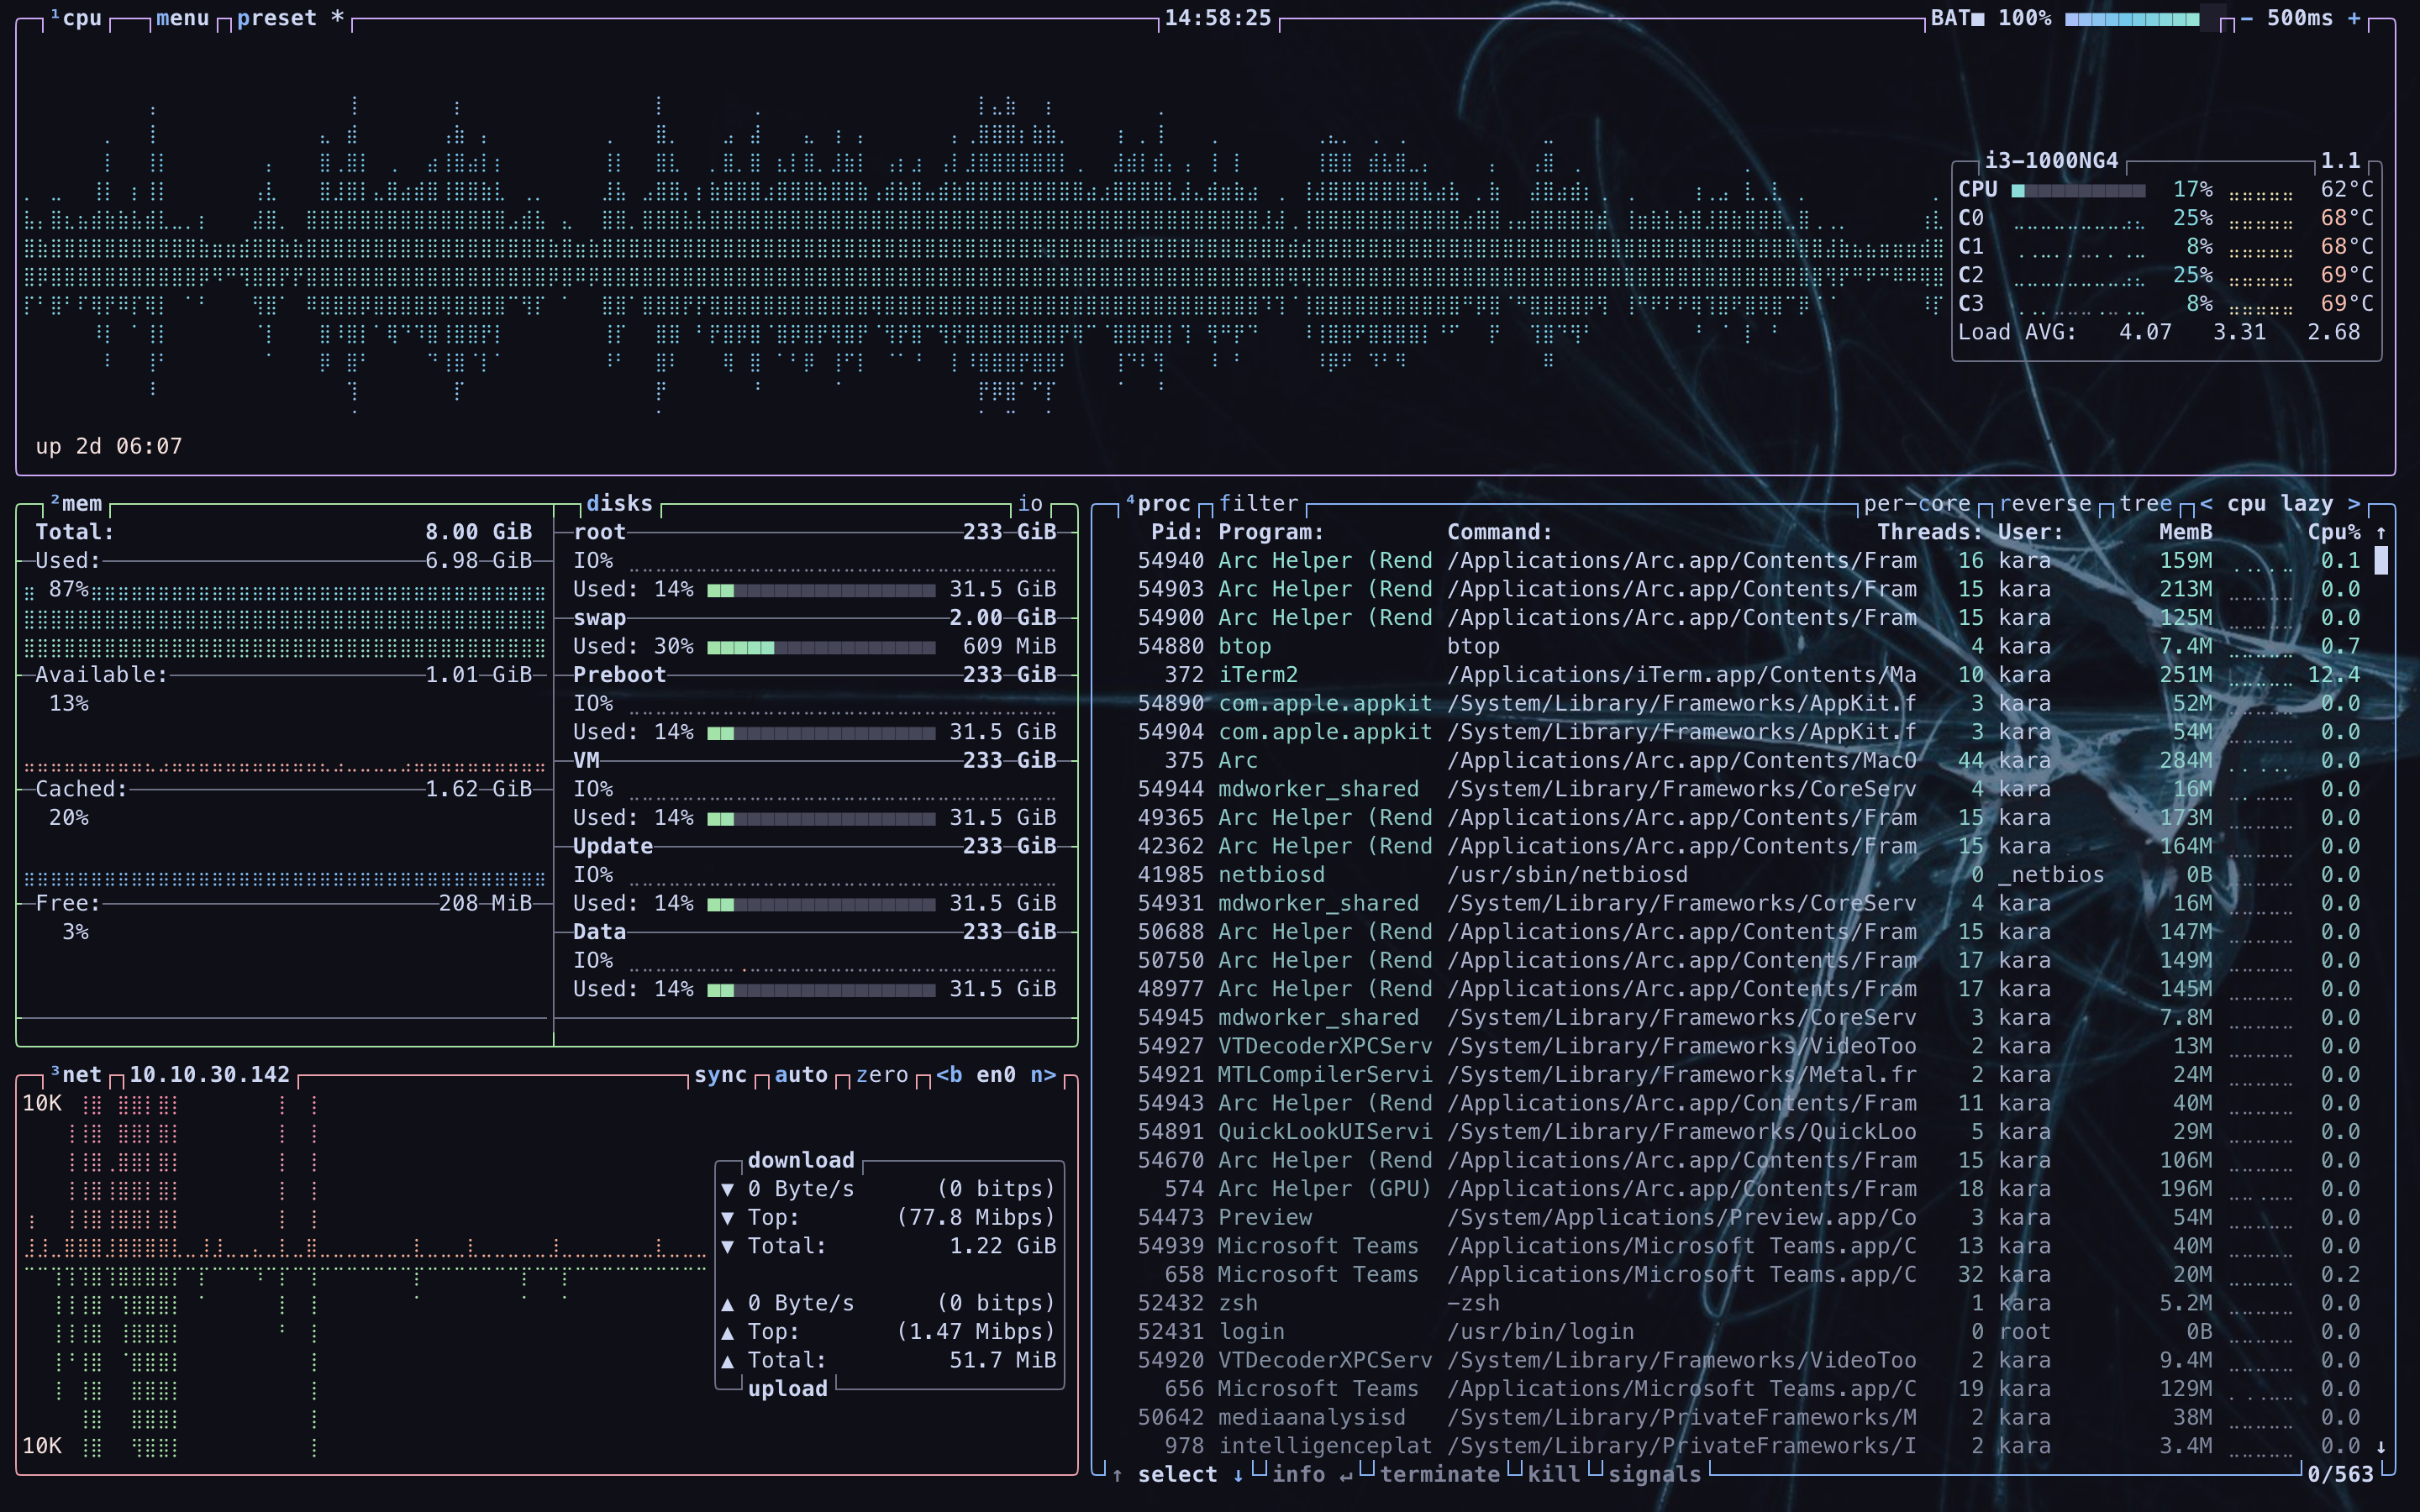 ¹cpu menu preset * 14:58:25 BAT■ 100% - 500ms +
i3-1000NG4 1.1
CPU 17% 62°C
C0 25% 68°C
C1 8% 68°C
C2 25% 69°C
C3 8% 69°C
Load AVG: 4.07 3.31 2.68
up 2d 06:07
²mem disks io
Total: 8.00 GiB
Used: 6.98 GiB
87%
Available: 1.01 GiB
13%
Cached: 1.62 GiB
20%
Free: 208 MiB
3%
root 233 GiB
IO%
Used: 14% 31.5 GiB
swap 2.00 GiB
Used: 30% 609 MiB
Preboot 233 GiB
IO%
Used: 14% 31.5 GiB
VM 233 GiB
IO%
Used: 14% 31.5 GiB
Update 233 GiB
IO%
Used: 14% 31.5 GiB
Data 233 GiB
IO%
Used: 14% 31.5 GiB
³net 10.10.30.142 sync auto zero <b en0 n>
10K
download
▼ 0 Byte/s (0 bitps)
▼ Top: (77.8 Mibps)
▼ Total: 1.22 GiB
▲ 0 Byte/s (0 bitps)
▲ Top: (1.47 Mibps)
▲ Total: 51.7 MiB
upload
10K
⁴proc filter per-core reverse tree < cpu lazy >
Pid: Program: Command: Threads: User: MemB Cpu% ↑
54940 Arc Helper (Rend /Applications/Arc.app/Contents/Fram 16 kara 159M 0.1
54903 Arc Helper (Rend /Applications/Arc.app/Contents/Fram 15 kara 213M 0.0
54900 Arc Helper (Rend /Applications/Arc.app/Contents/Fram 15 kara 125M 0.0
54880 btop btop 4 kara 7.4M 0.7
372 iTerm2 /Applications/iTerm.app/Contents/Ma 10 kara 251M 12.4
54890 com.apple.appkit /System/Library/Frameworks/AppKit.f 3 kara 52M 0.0
54904 com.apple.appkit /System/Library/Frameworks/AppKit.f 3 kara 54M 0.0
375 Arc /Applications/Arc.app/Contents/MacO 44 kara 284M 0.0
54944 mdworker_shared /System/Library/Frameworks/CoreServ 4 kara 16M 0.0
49365 Arc Helper (Rend /Applications/Arc.app/Contents/Fram 15 kara 173M 0.0
42362 Arc Helper (Rend /Applications/Arc.app/Contents/Fram 15 kara 164M 0.0
41985 netbiosd /usr/sbin/netbiosd 0 _netbios 0B 0.0
54931 mdworker_shared /System/Library/Frameworks/CoreServ 4 kara 16M 0.0
50688 Arc Helper (Rend /Applications/Arc.app/Contents/Fram 15 kara 147M 0.0
50750 Arc Helper (Rend /Applications/Arc.app/Contents/Fram 17 kara 149M 0.0
48977 Arc Helper (Rend /Applications/Arc.app/Contents/Fram 17 kara 145M 0.0
54945 mdworker_shared /System/Library/Frameworks/CoreServ 3 kara 7.8M 0.0
54927 VTDecoderXPCServ /System/Library/Frameworks/VideoToo 2 kara 13M 0.0
54921 MTLCompilerServi /System/Library/Frameworks/Metal.fr 2 kara 24M 0.0
54943 Arc Helper (Rend /Applications/Arc.app/Contents/Fram 11 kara 40M 0.0
54891 QuickLookUIServi /System/Library/Frameworks/QuickLoo 5 kara 29M 0.0
54670 Arc Helper (Rend /Applications/Arc.app/Contents/Fram 15 kara 106M 0.0
574 Arc Helper (GPU) /Applications/Arc.app/Contents/Fram 18 kara 196M 0.0
54473 Preview /System/Applications/Preview.app/Co 3 kara 54M 0.0
54939 Microsoft Teams /Applications/Microsoft Teams.app/C 13 kara 40M 0.0
658 Microsoft Teams /Applications/Microsoft Teams.app/C 32 kara 20M 0.2
52432 zsh -zsh 1 kara 5.2M 0.0
52431 login /usr/bin/login 0 root 0B 0.0
54920 VTDecoderXPCServ /System/Library/Frameworks/VideoToo 2 kara 9.4M 0.0
656 Microsoft Teams /Applications/Microsoft Teams.app/C 19 kara 129M 0.0
50642 mediaanalysisd /System/Library/PrivateFrameworks/M 2 kara 38M 0.0
978 intelligenceplat /System/Library/PrivateFrameworks/I 2 kara 3.4M 0.0 ↓
↑ select ↓ info ↵ terminate kill signals 0/563